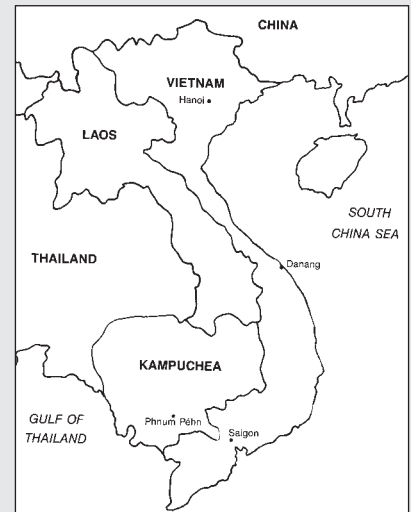 CHINA
VIETNAM
Hanoi
LAOS
SOUTH
CHINA SEA
THAILAND
Danang
KAMPUCHEA
GULF OF
THAILAND
Phnum Pénh
Saigon